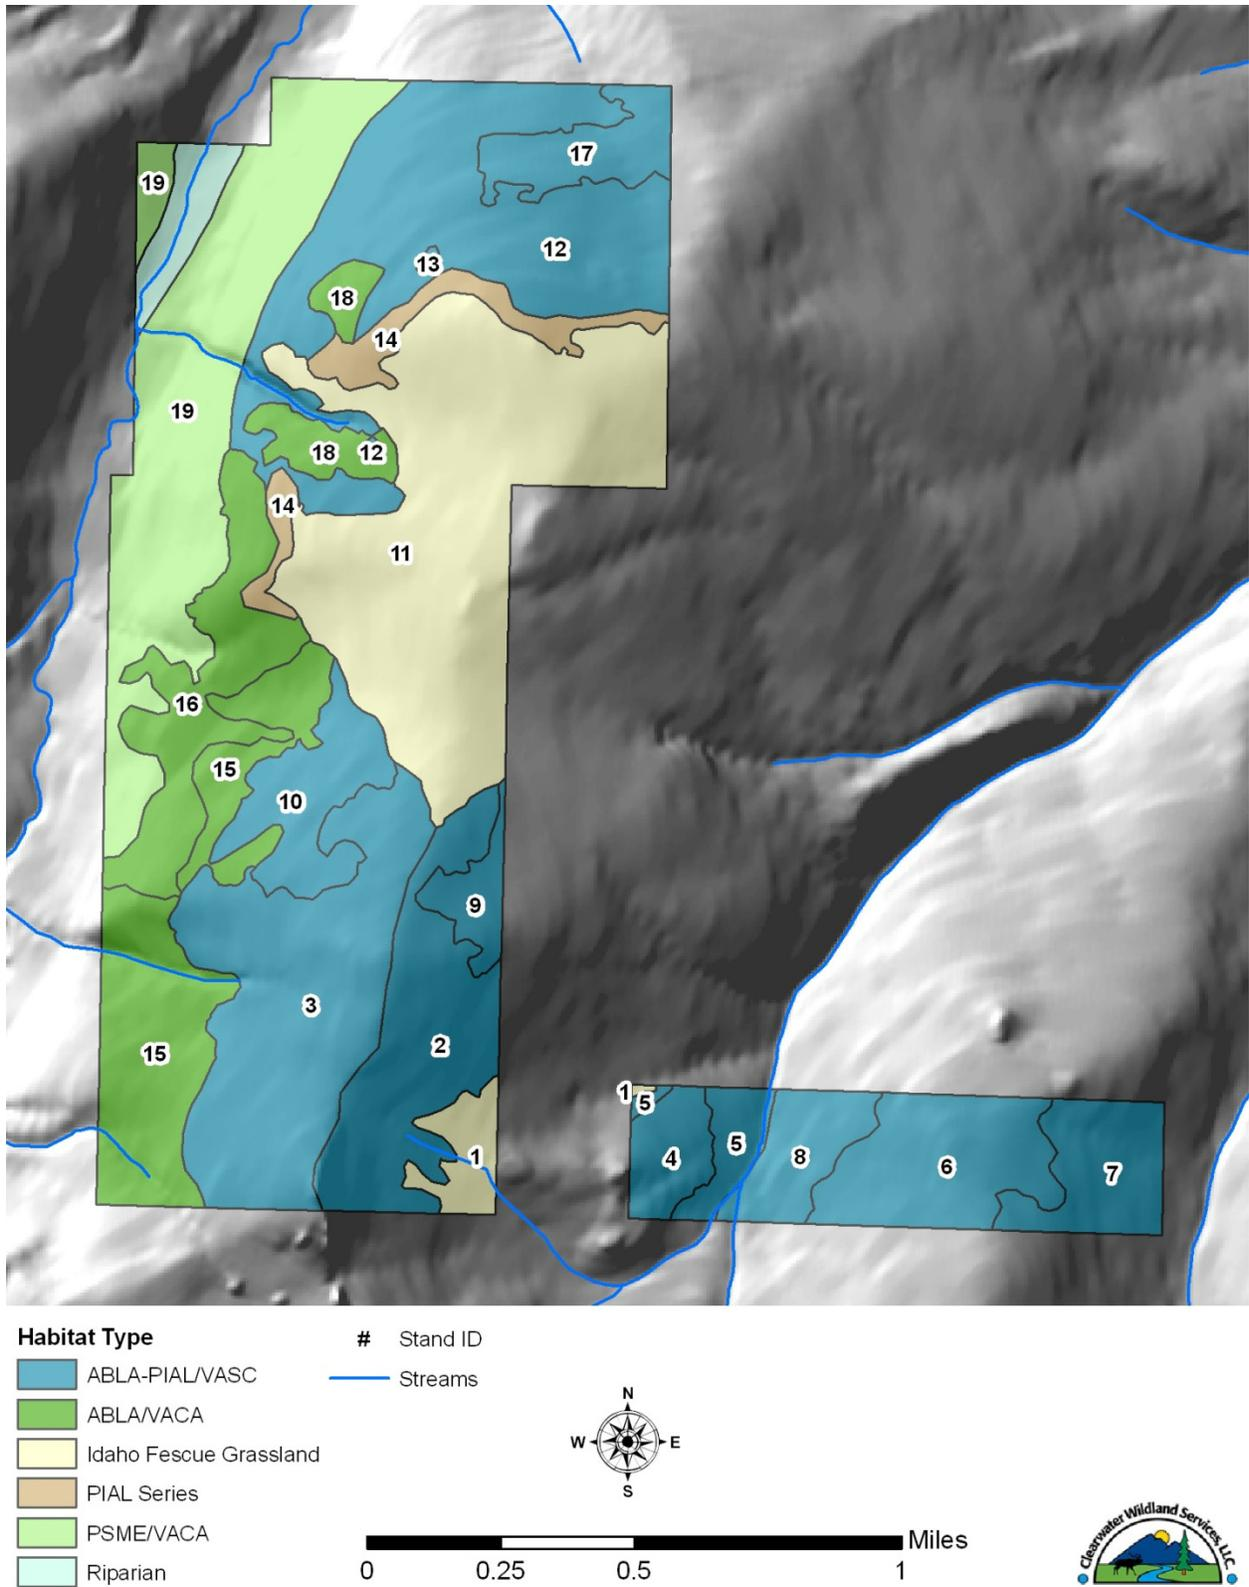 17
19
12
13
18
14
19
18
12
14
11
16
15
10
9
3
2
15
1
5
1
5
4
8
6
7
Habitat Type
# Stand ID
ABLA-PIAL/VASC
Streams
ABLA/VACA
Idaho Fescue Grassland
PIAL Series
PSME/VACA
Riparian
N
W E
S
Miles
0 0.25 0.5 1
Clearwater Wildland Services, LLC.